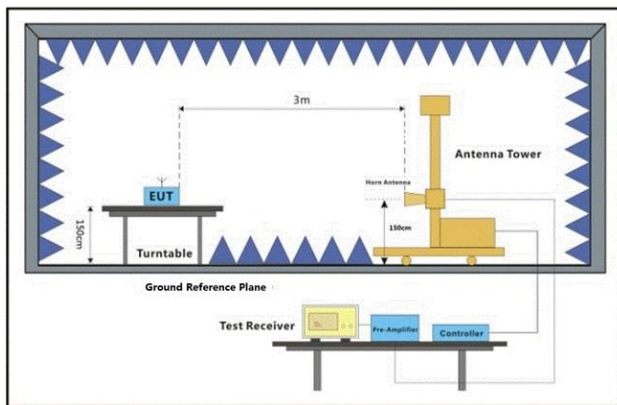 3m
Antenna Tower
Horn Antenna
EUT
150cm
150cm
Turntable
Ground Reference Plane
Test Receiver
Pre-Amplifier
Controller